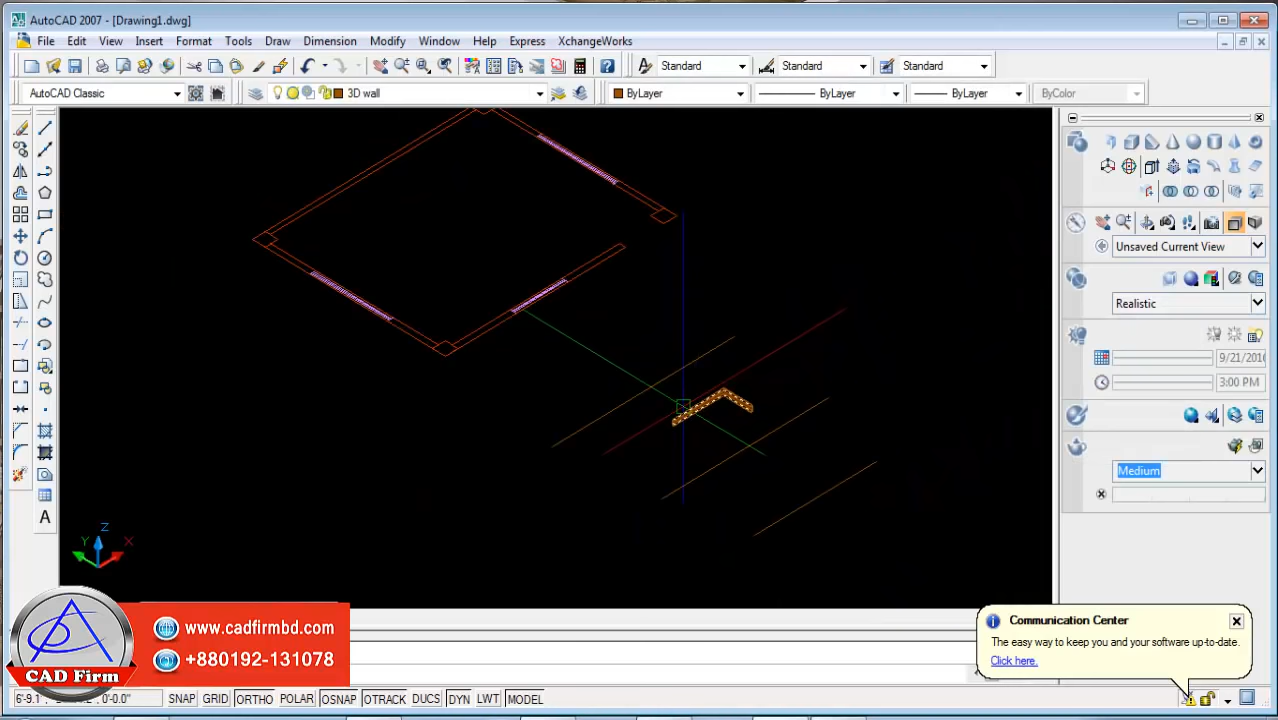 AutoCAD 2007 - [Drawing1.dwg]
File Edit View Insert Format Tools Draw Dimension Modify Window Help Express XchangeWorks
Standard Standard Standard
AutoCAD Classic 3D wall ByLayer ByLayer ByLayer ByColor
Unsaved Current View
Realistic
3:00 PM
Medium
Z
Y X
A
Communication Center
The easy way to keep you and your software up-to-date.
Click here.
www.cadfirmbd.com
+880192-131078
CAD Firm
SNAP GRID ORTHO POLAR OSNAP OTRACK DUCS DYN LWT MODEL